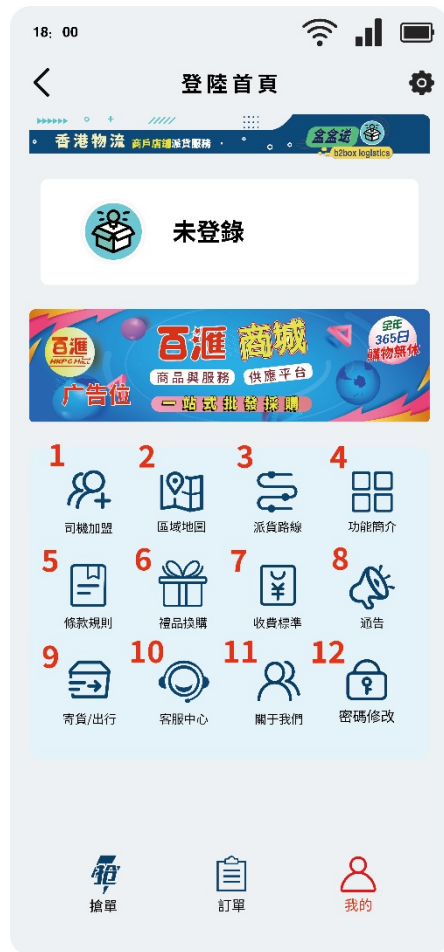 18: 00
登陸首頁
香港物流 商戶店鋪派貨服務
盒盒送
b2box logistics
未登錄
百滙
HKPGMALL
广告位
百滙 商城
商品與服務 供應平台
一站式批發採購
全年
365日
購物無休
1 2 3 4
司機加盟 區域地图 派貨路線 功能簡介
5 6 7 8
條款規則 禮品換購 收費標準 通告
9 10 11 12
寄貨/出行 客服中心 關于我們 密碼修改
搶單 訂單 我的